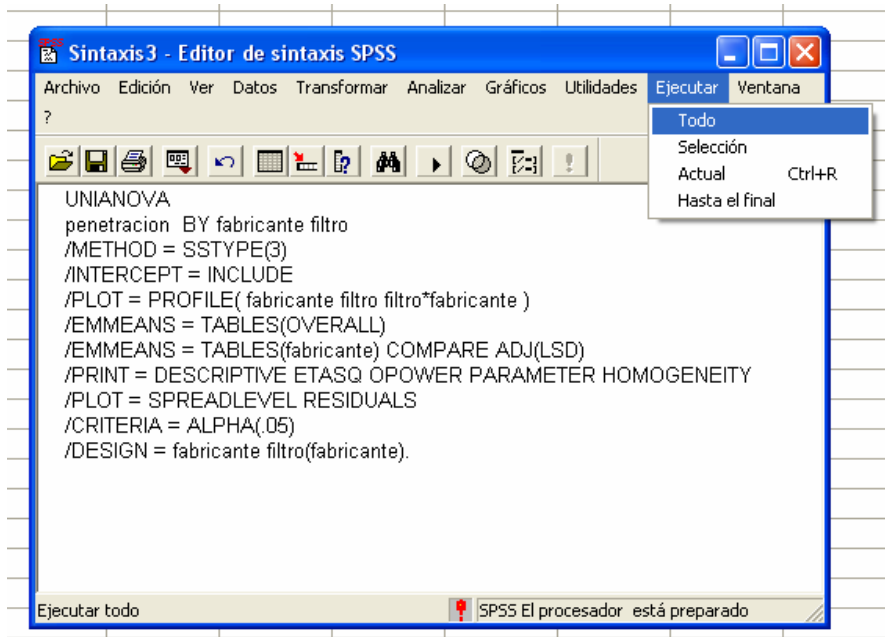 Sintaxis3 - Editor de sintaxis SPSS
Archivo Edición Ver Datos Transformar Analizar Gráficos Utilidades Ejecutar Ventana
?
Todo
Selección
Actual Ctrl+R
Hasta el final
UNIANOVA
penetracion BY fabricante filtro
/METHOD = SSTYPE(3)
/INTERCEPT = INCLUDE
/PLOT = PROFILE( fabricante filtro filtro*fabricante )
/EMMEANS = TABLES(OVERALL)
/EMMEANS = TABLES(fabricante) COMPARE ADJ(LSD)
/PRINT = DESCRIPTIVE ETASQ OPOWER PARAMETER HOMOGENEITY
/PLOT = SPREADLEVEL RESIDUALS
/CRITERIA = ALPHA(.05)
/DESIGN = fabricante filtro(fabricante).
Ejecutar todo SPSS El procesador está preparado